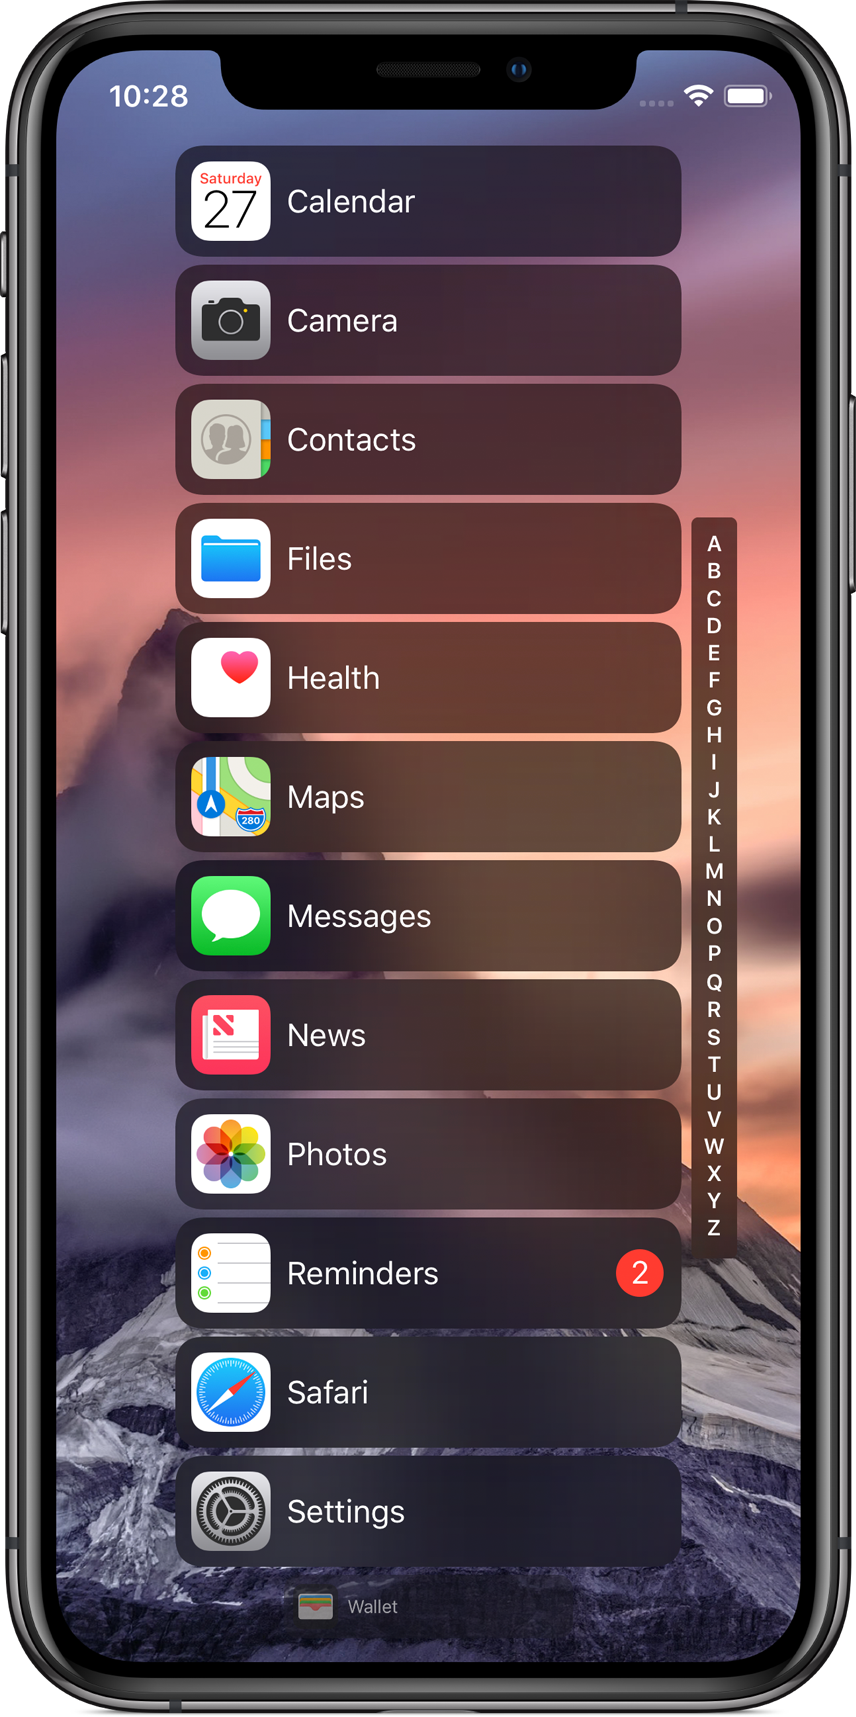 10:28
Saturday
27
Calendar
Camera
Contacts
Files
Health
280
Maps
Messages
News
Photos
Reminders
2
Safari
Settings
Wallet
A
B
C
D
E
F
G
H
I
J
K
L
M
N
O
P
Q
R
S
T
U
V
W
X
Y
Z